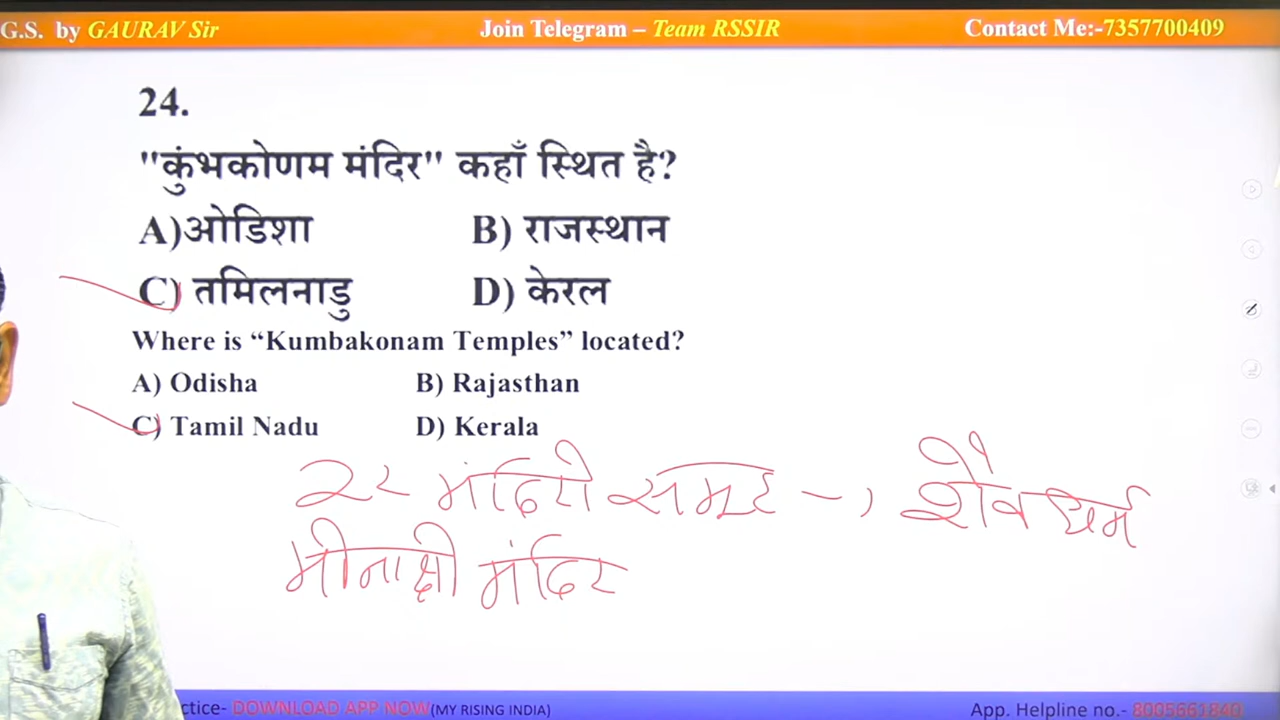 G.S. by GAURAV Sir Join Telegram – Team RSSIR Contact Me:-7357700409
24.
"कुंभकोणम मंदिर" कहाँ स्थित है?
A)ओडिशा B) राजस्थान
C) तमिलनाडु D) केरल
Where is “Kumbakonam Temples” located?
A) Odisha B) Rajasthan
C) Tamil Nadu D) Kerala
मंदिरो समूह → शैव धर्म
मीनाक्षी मंदिर
ctice- DOWNLOAD APP NOW(MY RISING INDIA) App. Helpline no.- 8005661840